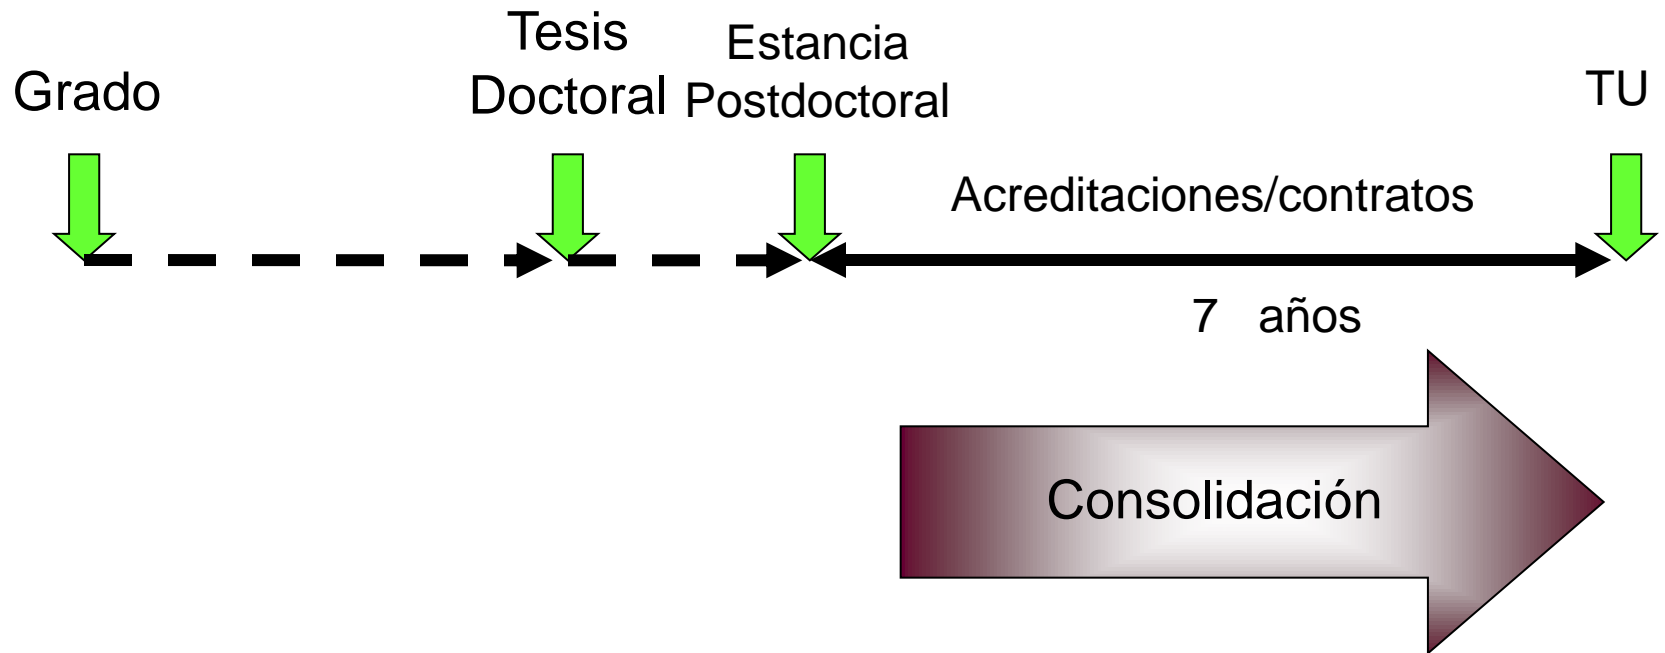 Grado
Tesis
Doctoral
Estancia
Postdoctoral
TU
Acreditaciones/contratos
7 años
Consolidación